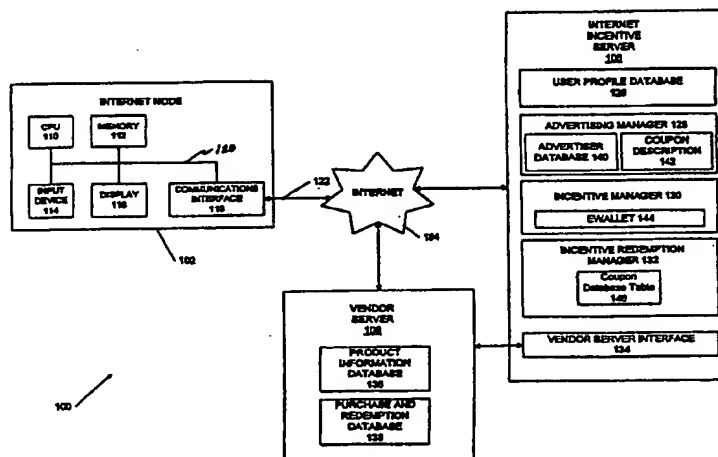 INTERNET NODE
CPU
110
MEMORY
112
120
INPUT
DEVICE
114
DISPLAY
116
COMMUNICATIONS
INTERFACE
118
102
122
INTERNET
104
100
VENDOR
SERVER
PRODUCT
INFORMATION
DATABASE
136
PURCHASE AND
REDEMPTION
DATABASE
138
INTERNET
INCENTIVE
SERVER
USER PROFILE DATABASE
126
ADVERTISING MANAGER 128
ADVERTISER
DATABASE 140
COUPON
DESCRIPTION
142
INCENTIVE MANAGER 130
EWALLET 144
INCENTIVE REDEMPTION
MANAGER 132
Coupon
Database Table
VENDOR SERVER INTERFACE
134